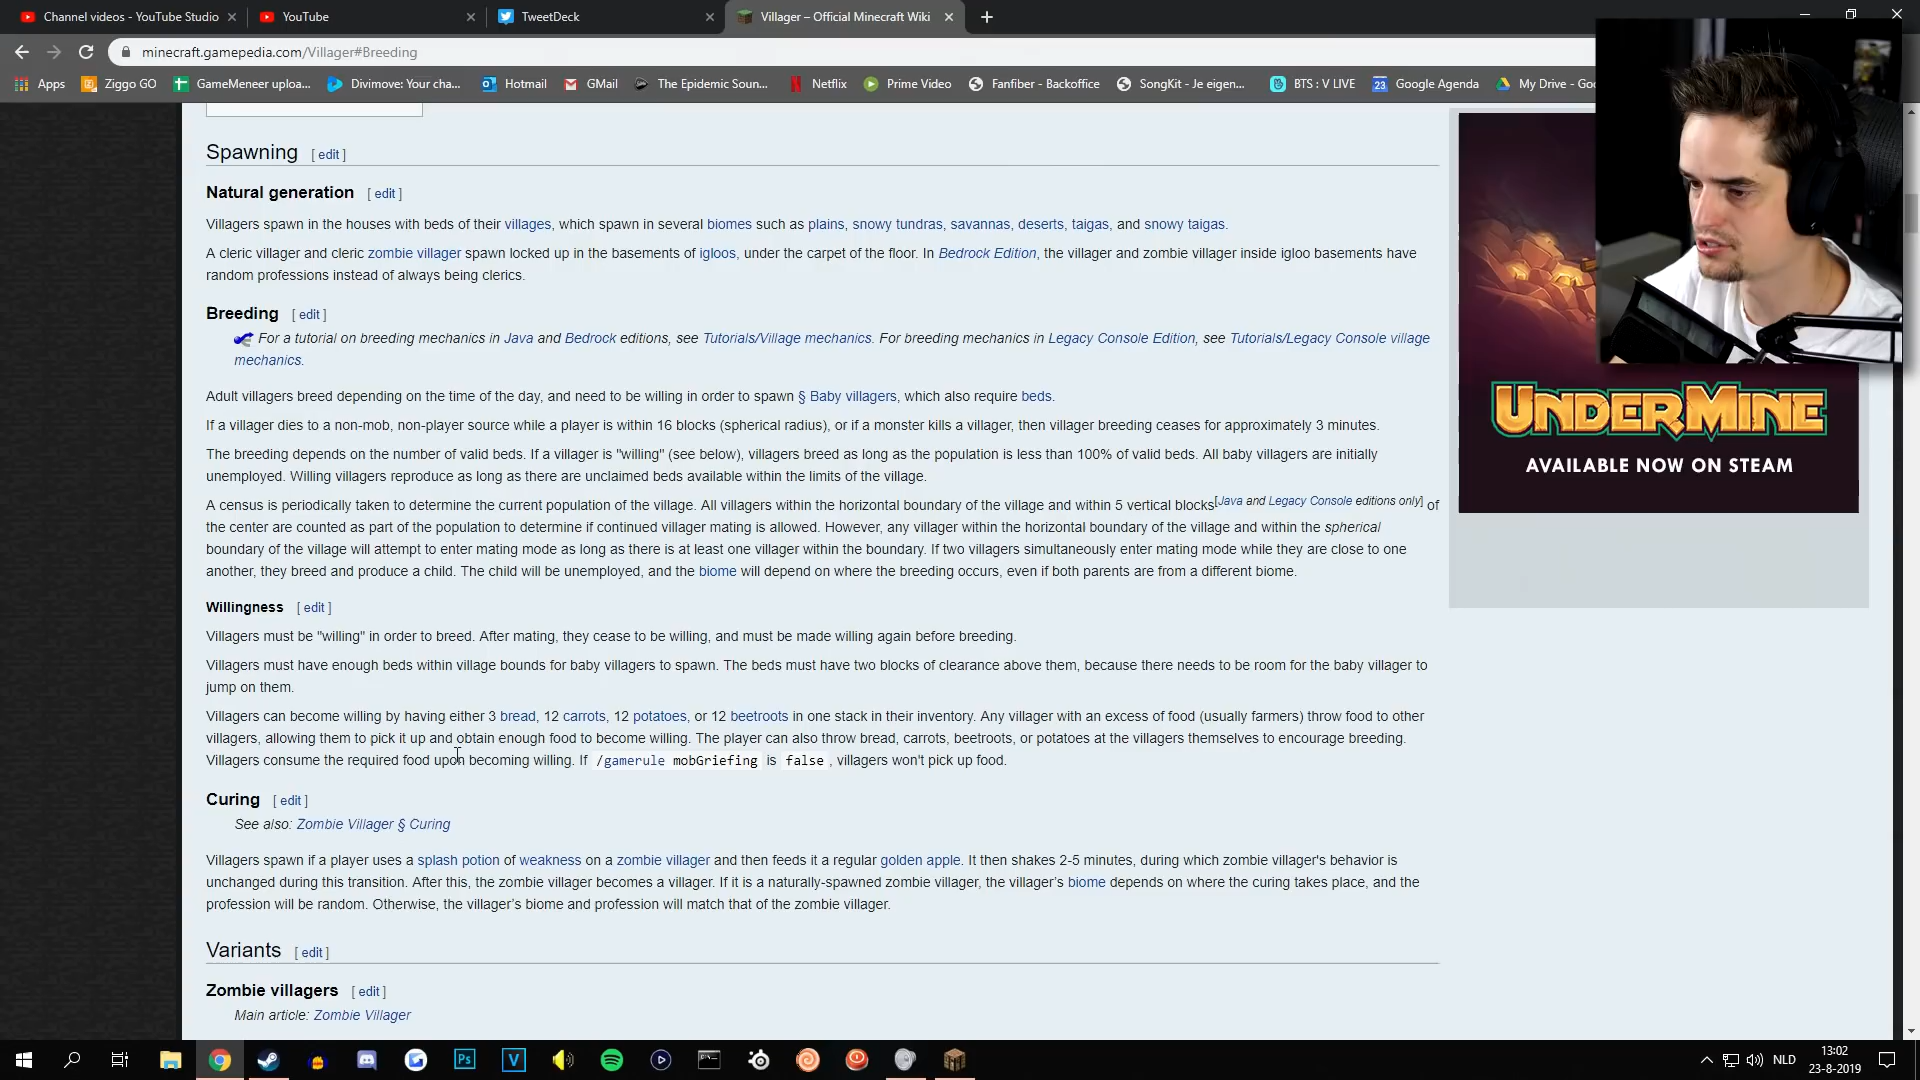 Channel videos - YouTube Studio
YouTube
TweetDeck
Villager – Official Minecraft Wiki
minecraft.gamepedia.com/Villager#Breeding
Apps
Ziggo GO
GameMeneer uploa...
Divimove: Your cha...
Hotmail
GMail
The Epidemic Soun...
Netflix
Prime Video
Fanfiber - Backoffice
SongKit - Je eigen...
BTS : V LIVE
23
Google Agenda
My Drive - Goo
Spawning [ edit ]
Natural generation [ edit ]
Villagers spawn in the houses with beds of their villages, which spawn in several biomes such as plains, snowy tundras, savannas, deserts, taigas, and snowy taigas.
A cleric villager and cleric zombie villager spawn locked up in the basements of igloos, under the carpet of the floor. In Bedrock Edition, the villager and zombie villager inside igloo basements have
random professions instead of always being clerics.
Breeding [ edit ]
For a tutorial on breeding mechanics in Java and Bedrock editions, see Tutorials/Village mechanics. For breeding mechanics in Legacy Console Edition, see Tutorials/Legacy Console village
mechanics.
Adult villagers breed depending on the time of the day, and need to be willing in order to spawn § Baby villagers, which also require beds.
If a villager dies to a non-mob, non-player source while a player is within 16 blocks (spherical radius), or if a monster kills a villager, then villager breeding ceases for approximately 3 minutes.
The breeding depends on the number of valid beds. If a villager is "willing" (see below), villagers breed as long as the population is less than 100% of valid beds. All baby villagers are initially
unemployed. Willing villagers reproduce as long as there are unclaimed beds available within the limits of the village.
A census is periodically taken to determine the current population of the village. All villagers within the horizontal boundary of the village and within 5 vertical blocks[Java and Legacy Console editions only] of
the center are counted as part of the population to determine if continued villager mating is allowed. However, any villager within the horizontal boundary of the village and within the spherical
boundary of the village will attempt to enter mating mode as long as there is at least one villager within the boundary. If two villagers simultaneously enter mating mode while they are close to one
another, they breed and produce a child. The child will be unemployed, and the biome will depend on where the breeding occurs, even if both parents are from a different biome.
Willingness [ edit ]
Villagers must be "willing" in order to breed. After mating, they cease to be willing, and must be made willing again before breeding.
Villagers must have enough beds within village bounds for baby villagers to spawn. The beds must have two blocks of clearance above them, because there needs to be room for the baby villager to
jump on them.
Villagers can become willing by having either 3 bread, 12 carrots, 12 potatoes, or 12 beetroots in one stack in their inventory. Any villager with an excess of food (usually farmers) throw food to other
villagers, allowing them to pick it up and obtain enough food to become willing. The player can also throw bread, carrots, beetroots, or potatoes at the villagers themselves to encourage breeding.
Villagers consume the required food upon becoming willing. If /gamerule mobGriefing is false , villagers won't pick up food.
Curing [ edit ]
See also: Zombie Villager § Curing
Villagers spawn if a player uses a splash potion of weakness on a zombie villager and then feeds it a regular golden apple. It then shakes 2-5 minutes, during which zombie villager's behavior is
unchanged during this transition. After this, the zombie villager becomes a villager. If it is a naturally-spawned zombie villager, the villager's biome depends on where the curing takes place, and the
profession will be random. Otherwise, the villager's biome and profession will match that of the zombie villager.
Variants [ edit ]
Zombie villagers [ edit ]
Main article: Zombie Villager
UNDERMINE
AVAILABLE NOW ON STEAM
Ps
V
NLD
13:02
23-8-2019